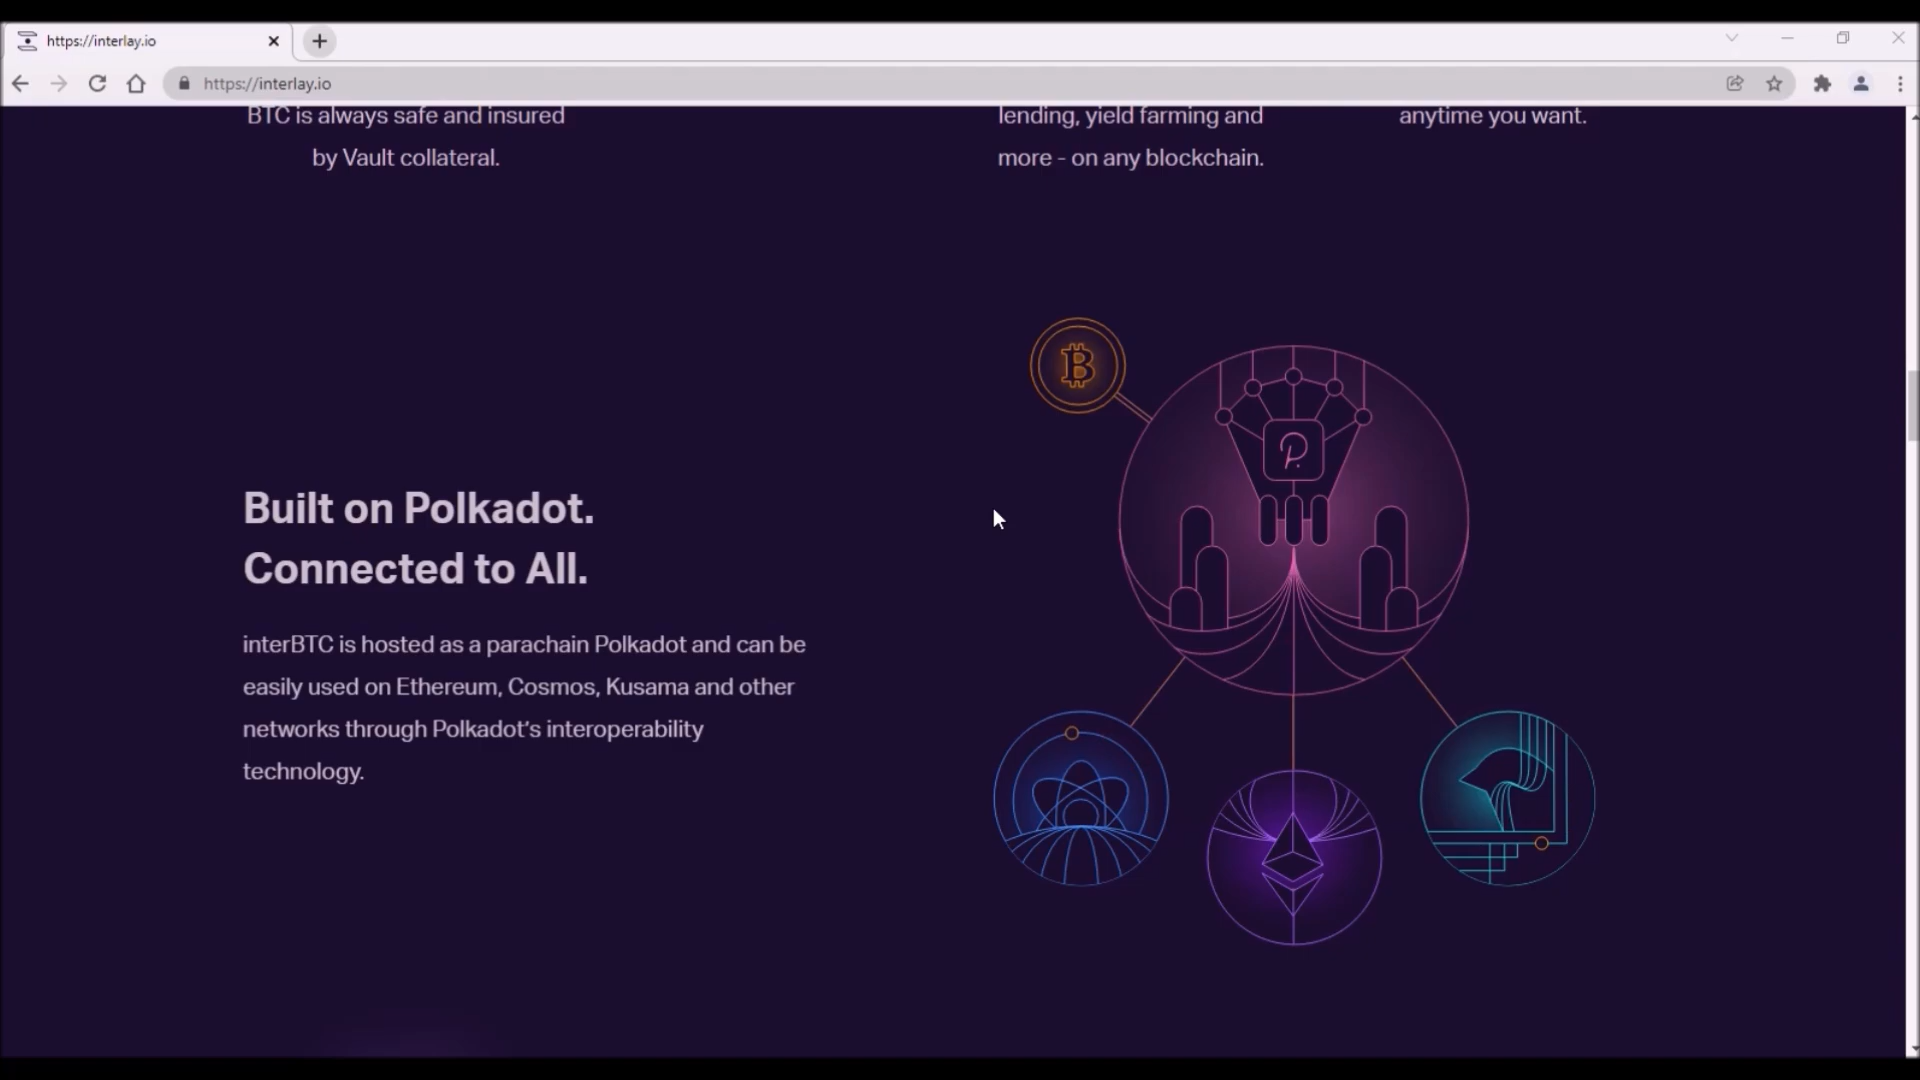 https://interlay.io
https://interlay.io
BTC is always safe and insured
by Vault collateral.
lending, yield farming and
more - on any blockchain.
anytime you want.
Built on Polkadot.
Connected to All.
interBTC is hosted as a parachain Polkadot and can be
easily used on Ethereum, Cosmos, Kusama and other
networks through Polkadot's interoperability
technology.